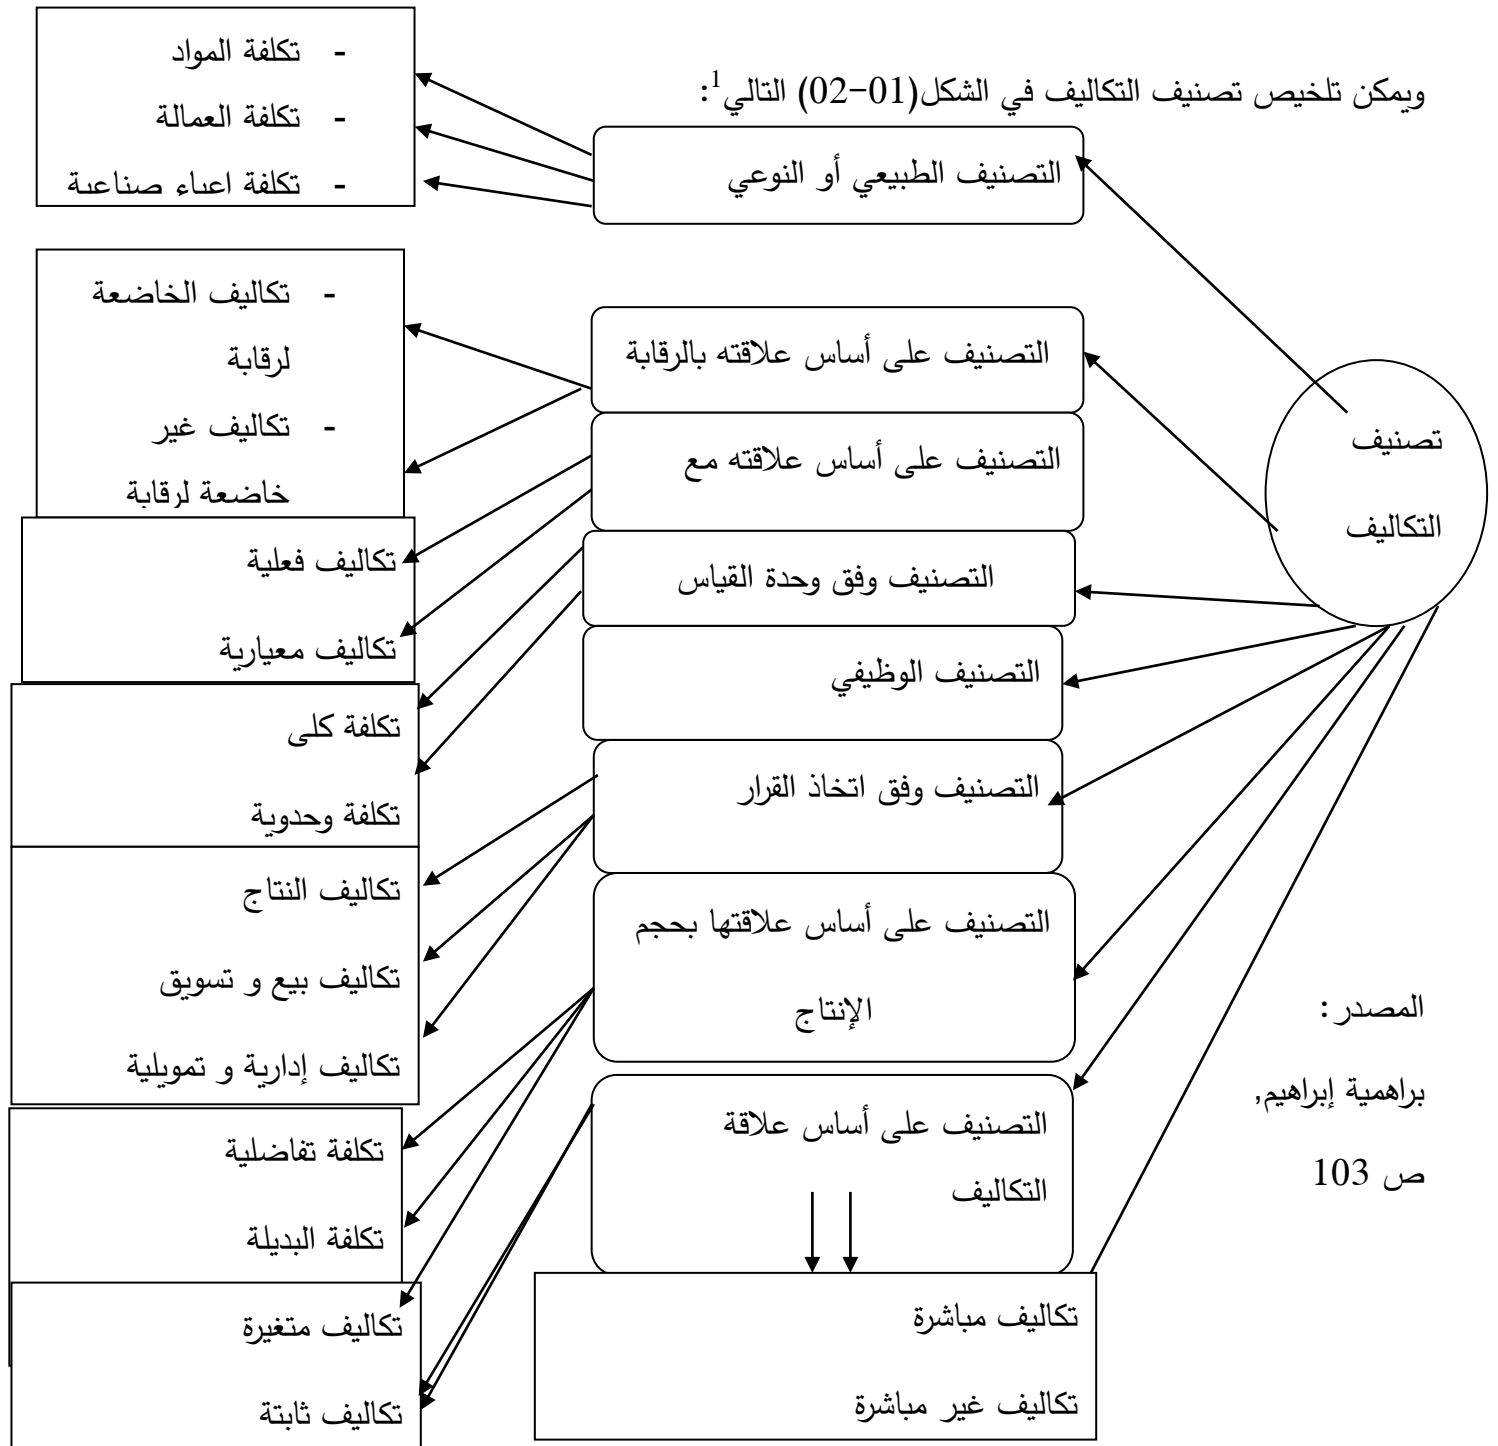 ويمكن تلخيص تصنيف التكاليف في الشكل(01-02) التالي1:
تصنيف
التكاليف
التصنيف الطبيعي أو النوعي
- تكلفة المواد
- تكلفة العمالة
- تكلفة اعباء صناعية
التصنيف على أساس علاقته بالرقابة
- تكاليف الخاضعة
لرقابة
- تكاليف غير
خاضعة لرقابة
التصنيف على أساس علاقته مع
تكاليف فعلية
تكاليف معيارية
التصنيف وفق وحدة القياس
تكلفة كلى
تكلفة وحدوية
التصنيف الوظيفي
التصنيف وفق اتخاذ القرار
تكاليف النتاج
تكاليف بيع و تسويق
تكاليف إدارية و تمويلية
التصنيف على أساس علاقتها بحجم
الإنتاج
تكلفة تفاضلية
تكلفة البديلة
التصنيف على أساس علاقة
التكاليف
تكاليف متغيرة
تكاليف ثابتة
تكاليف مباشرة
تكاليف غير مباشرة
المصدر:
براهمية إبراهيم,
ص 103